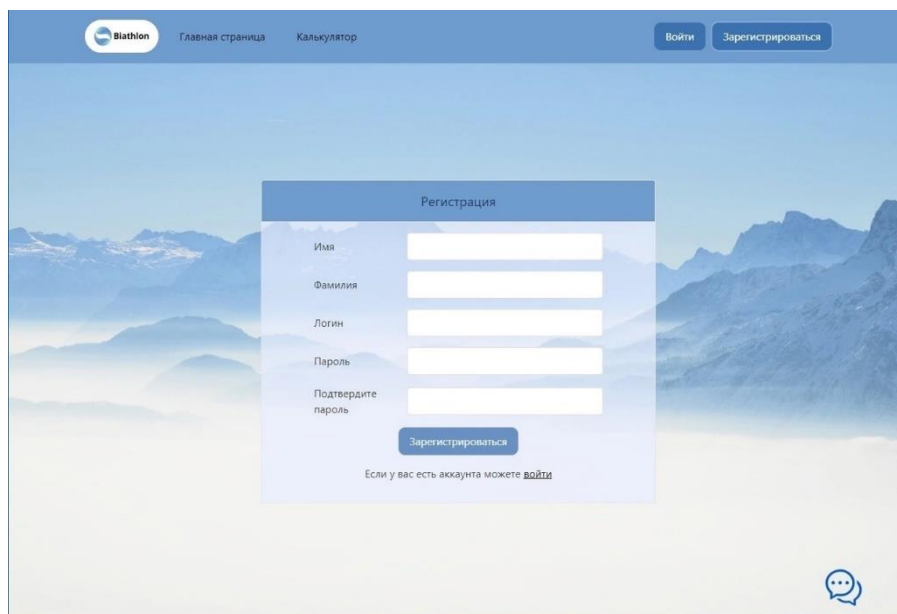 Biathlon
Главная страница
Калькулятор
Войти
Зарегистрироваться
Регистрация
Имя
Фамилия
Логин
Пароль
Подтвердите
пароль
Зарегистрироваться
Если у вас есть аккаунта можете войти